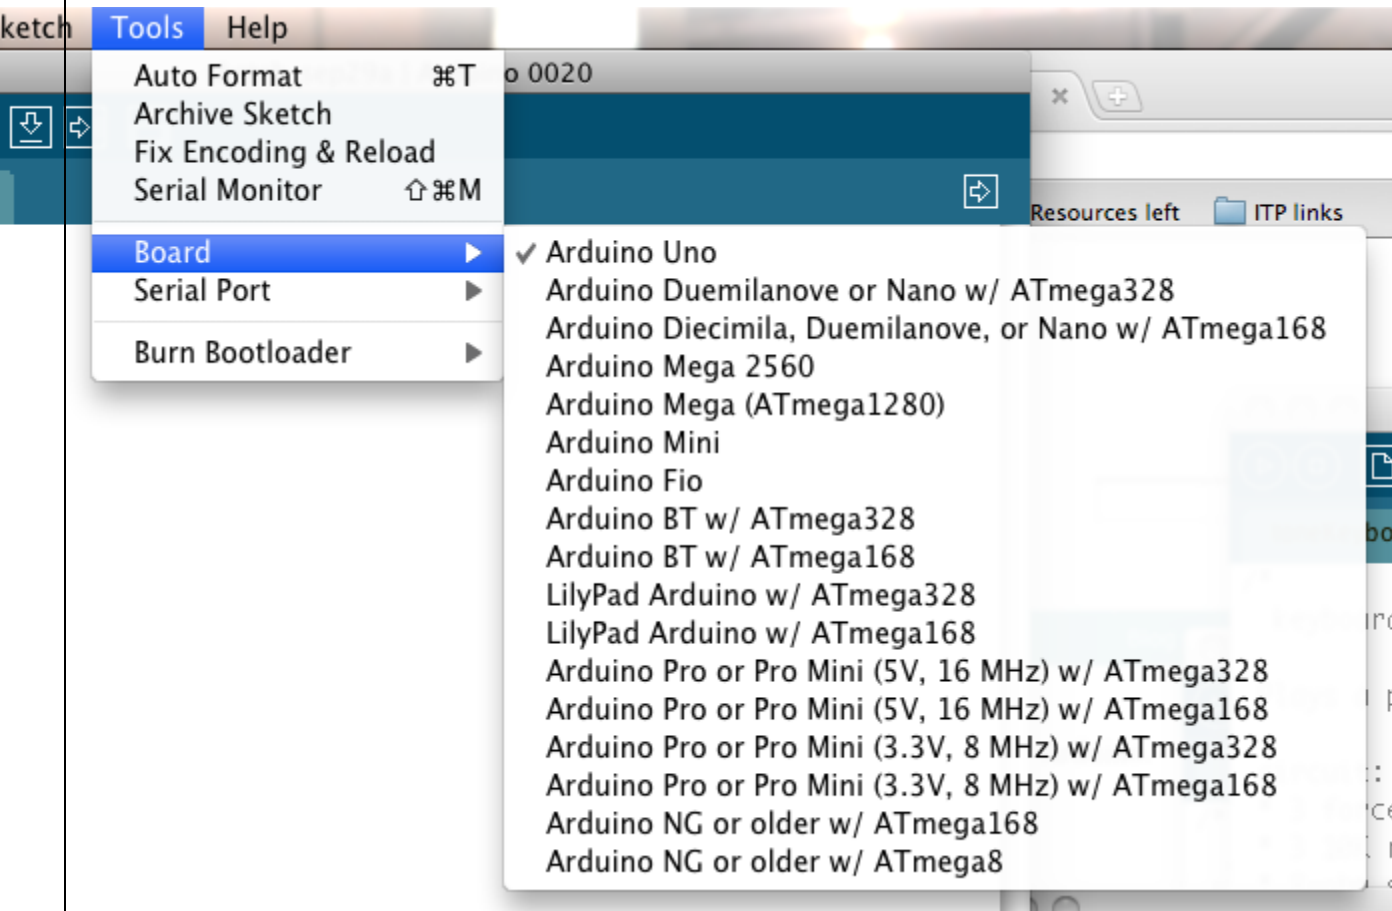 ketch Tools Help
Auto Format ⌘T
o 0020
Archive Sketch
Fix Encoding & Reload
Serial Monitor ⇧⌘M
Resources left ITP links
Board
Serial Port
Burn Bootloader
✓ Arduino Uno
Arduino Duemilanove or Nano w/ ATmega328
Arduino Diecimila, Duemilanove, or Nano w/ ATmega168
Arduino Mega 2560
Arduino Mega (ATmega1280)
Arduino Mini
Arduino Fio
Arduino BT w/ ATmega328
Arduino BT w/ ATmega168
LilyPad Arduino w/ ATmega328
LilyPad Arduino w/ ATmega168
Arduino Pro or Pro Mini (5V, 16 MHz) w/ ATmega328
Arduino Pro or Pro Mini (5V, 16 MHz) w/ ATmega168
Arduino Pro or Pro Mini (3.3V, 8 MHz) w/ ATmega328
Arduino Pro or Pro Mini (3.3V, 8 MHz) w/ ATmega168
Arduino NG or older w/ ATmega168
Arduino NG or older w/ ATmega8